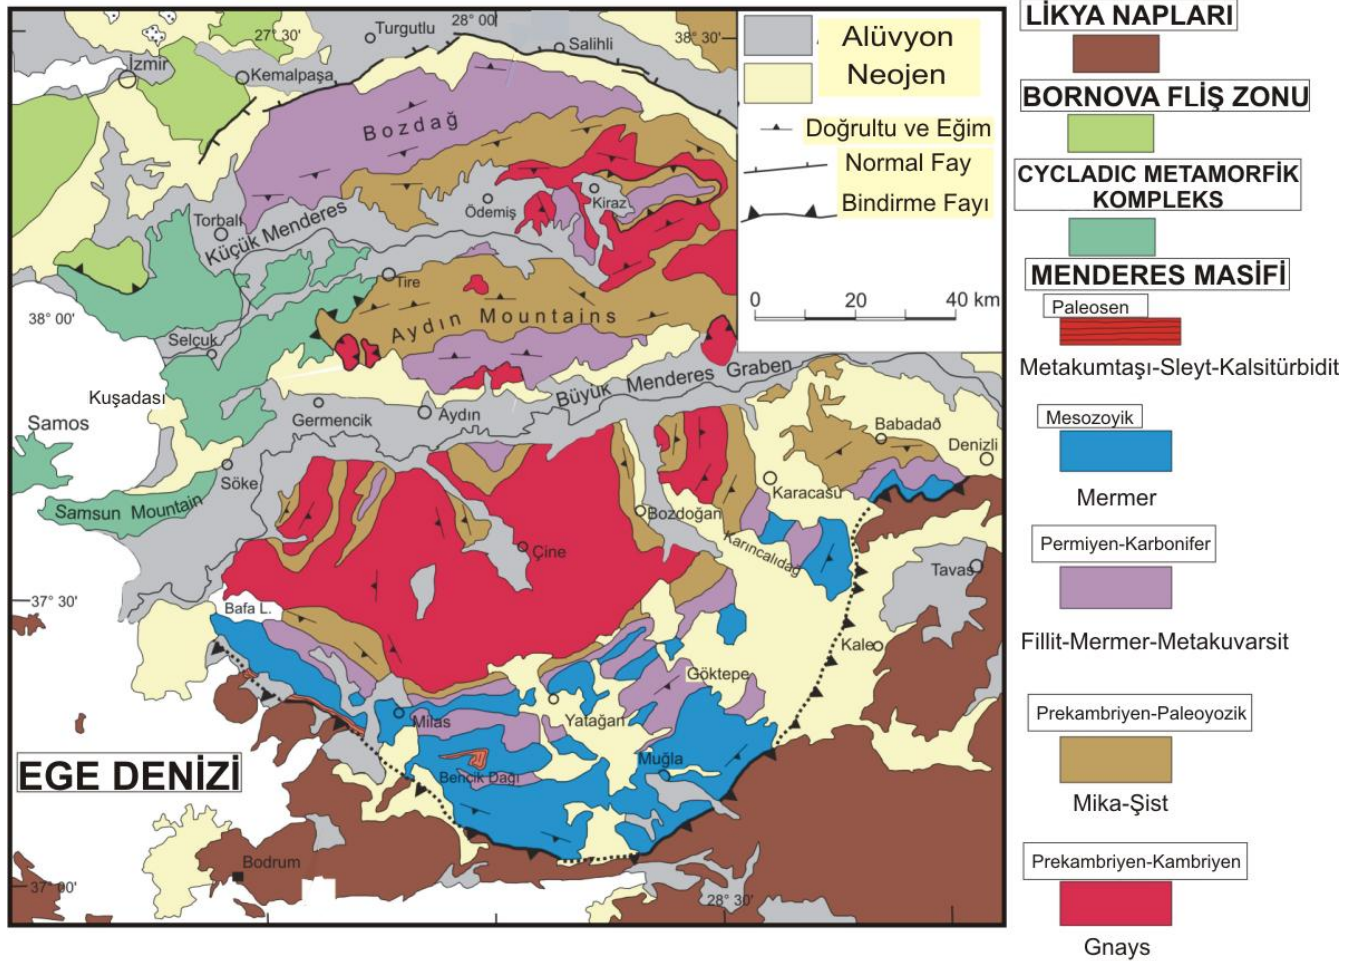 Turgutlu
28° 00'
27° 30'
Salihli
38° 30'
İzmir
Kemalpaşa
Bozdağ
Torbalı
Küçük Menderes
Ödemiş
Kiraz
38° 00'
Tire
Aydın Mountains
Selçuk
Kuşadası
Büyük Menderes Graben
Germencik
Aydın
Samos
Babadağ
Denizli
Söke
Karacasu
Samsun Mountain
Bozdoğan
Çine
Karıncalıdağ
Tavas
37° 30'
Bafa L.
Kale
Göktepe
Milas
Yatağan
Muğla
EGE DENİZİ
Bencik Dağı
Bodrum
37° 00'
28° 30'
Alüvyon
Neojen
Doğrultu ve Eğim
Normal Fay
Bindirme Fayı
0 20 40 km
LİKYA NAPLARI
BORNOVA FLİŞ ZONU
CYCLADIC METAMORFİK
KOMPLEKS
MENDERES MASİFİ
Paleosen
Metakumtaşı-Sleyt-Kalsitürbidit
Mesozoyik
Mermer
Permiyen-Karbonifer
Fillit-Mermer-Metakuvarsit
Prekambriyen-Paleyozik
Mika-Şist
Prekambriyen-Kambriyen
Gnays